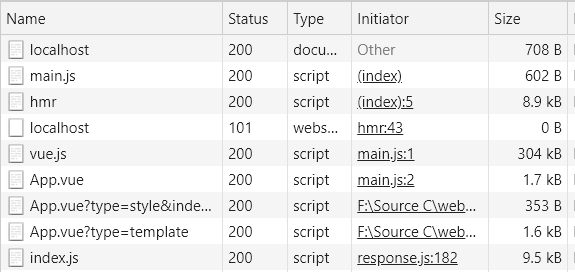 Name Status Type Initiator Size
localhost 200 docu... Other 708 B
main.js 200 script (index) 602 B
hmr 200 script (index):5 8.9 kB
localhost 101 webs... hmr:43 0 B
vue.js 200 script main.js:1 304 kB
App.vue 200 script main.js:2 1.7 kB
App.vue?type=style&inde... 200 script F:\Source C\web... 353 B
App.vue?type=template 200 script F:\Source C\web... 1.6 kB
index.js 200 script response.js:182 9.5 kB